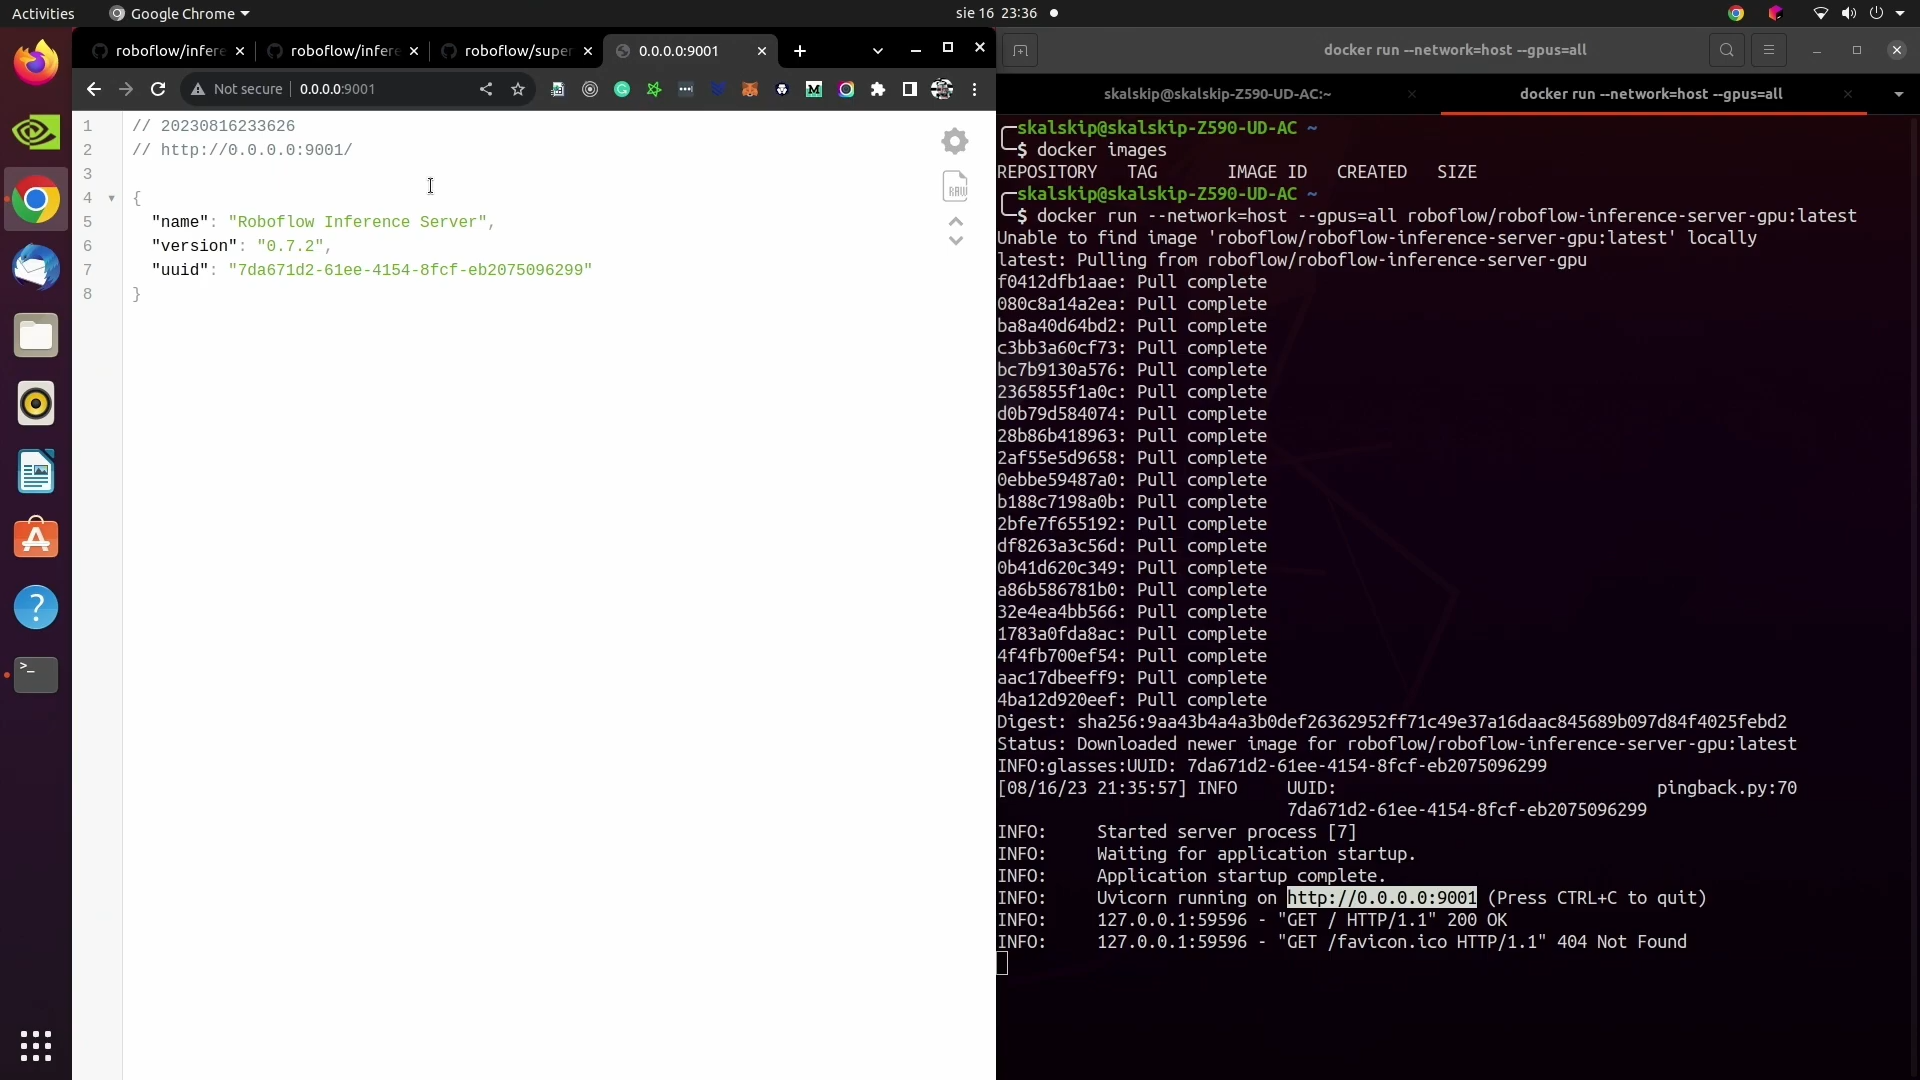 Activities Google Chrome sie 16 23:36
roboflow/infere roboflow/infere roboflow/super 0.0.0.0:9001
Not secure 0.0.0.0:9001
1 // 20230816233626
2 // http://0.0.0.0:9001/
3
4 {
5 "name": "Roboflow Inference Server",
6 "version": "0.7.2",
7 "uuid": "7da671d2-61ee-4154-8fcf-eb2075096299"
8 }
RAW
docker run --network=host --gpus=all
skalskip@skalskip-Z590-UD-AC:~ docker run --network=host --gpus=all
skalskip@skalskip-Z590-UD-AC ~
$ docker images
REPOSITORY TAG IMAGE ID CREATED SIZE
skalskip@skalskip-Z590-UD-AC ~
$ docker run --network=host --gpus=all roboflow/roboflow-inference-server-gpu:latest
Unable to find image 'roboflow/roboflow-inference-server-gpu:latest' locally
latest: Pulling from roboflow/roboflow-inference-server-gpu
f0412dfb1aae: Pull complete
080c8a14a2ea: Pull complete
ba8a40d64bd2: Pull complete
c3bb3a60cf73: Pull complete
bc7b9130a576: Pull complete
2365855f1a0c: Pull complete
d0b79d584074: Pull complete
28b86b418963: Pull complete
2af55e5d9658: Pull complete
0ebbe59487a0: Pull complete
b188c7198a0b: Pull complete
2bfe7f655192: Pull complete
df8263a3c56d: Pull complete
0b41d620c349: Pull complete
a86b586781b0: Pull complete
32e4ea4bb566: Pull complete
1783a0fda8ac: Pull complete
4f4fb700ef54: Pull complete
aac17dbeeff9: Pull complete
4ba12d920eef: Pull complete
Digest: sha256:9aa43b4a4a3b0def26362952ff71c49e37a16daac845689b097d84f4025febd2
Status: Downloaded newer image for roboflow/roboflow-inference-server-gpu:latest
INFO:glasses:UUID: 7da671d2-61ee-4154-8fcf-eb2075096299
[08/16/23 21:35:57] INFO UUID: pingback.py:70
7da671d2-61ee-4154-8fcf-eb2075096299
INFO: Started server process [7]
INFO: Waiting for application startup.
INFO: Application startup complete.
INFO: Uvicorn running on http://0.0.0.0:9001 (Press CTRL+C to quit)
INFO: 127.0.0.1:59596 - "GET / HTTP/1.1" 200 OK
INFO: 127.0.0.1:59596 - "GET /favicon.ico HTTP/1.1" 404 Not Found